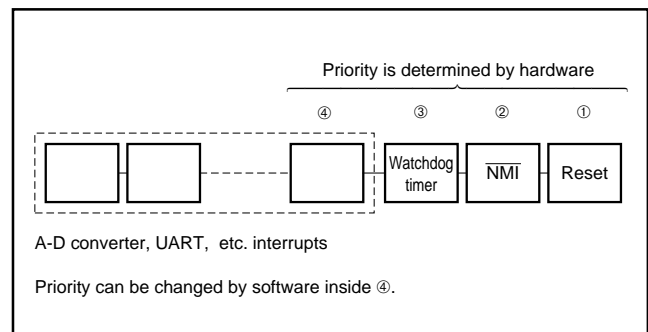 Priority is determined by hardware
④ ③ ② ①
Watchdog
timer
NMI
Reset
A-D converter, UART, etc. interrupts
Priority can be changed by software inside ④.